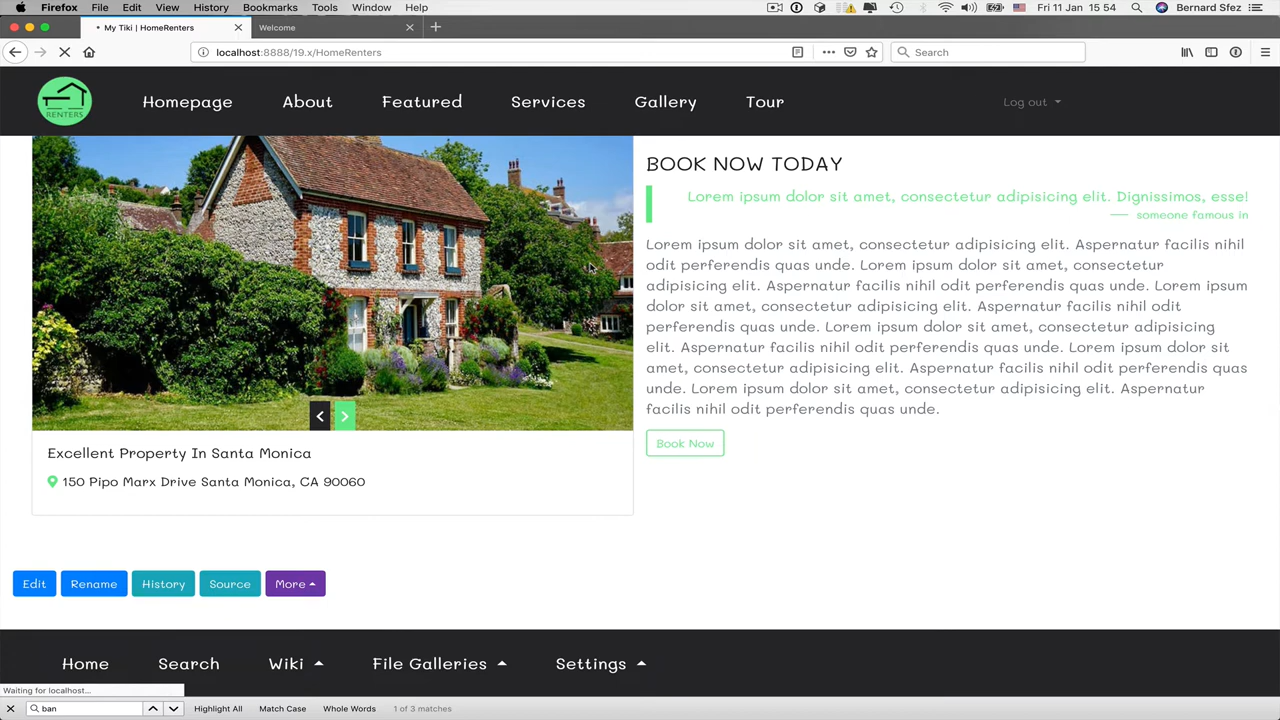 Firefox File Edit View History Bookmarks Tools Window Help Fri 11 Jan 15 54 Bernard Sfez
My Tiki | HomeRenters Welcome
localhost:8888/19.x/HomeRenters Search
RENTERS Homepage About Featured Services Gallery Tour Log out
BOOK NOW TODAY
Lorem ipsum dolor sit amet, consectetur adipisicing elit. Dignissimos, esse!
— someone famous in
Lorem ipsum dolor sit amet, consectetur adipisicing elit. Aspernatur facilis nihil
odit perferendis quas unde. Lorem ipsum dolor sit amet, consectetur
adipisicing elit. Aspernatur facilis nihil odit perferendis quas unde. Lorem ipsum
dolor sit amet, consectetur adipisicing elit. Aspernatur facilis nihil odit
perferendis quas unde. Lorem ipsum dolor sit amet, consectetur adipisicing
elit. Aspernatur facilis nihil odit perferendis quas unde. Lorem ipsum dolor sit
amet, consectetur adipisicing elit. Aspernatur facilis nihil odit perferendis quas
unde. Lorem ipsum dolor sit amet, consectetur adipisicing elit. Aspernatur
facilis nihil odit perferendis quas unde.
Book Now
Excellent Property In Santa Monica
150 Pipo Marx Drive Santa Monica, CA 90060
Edit Rename History Source More
Home Search Wiki File Galleries Settings
Waiting for localhost...
ban Highlight All Match Case Whole Words 1 of 3 matches